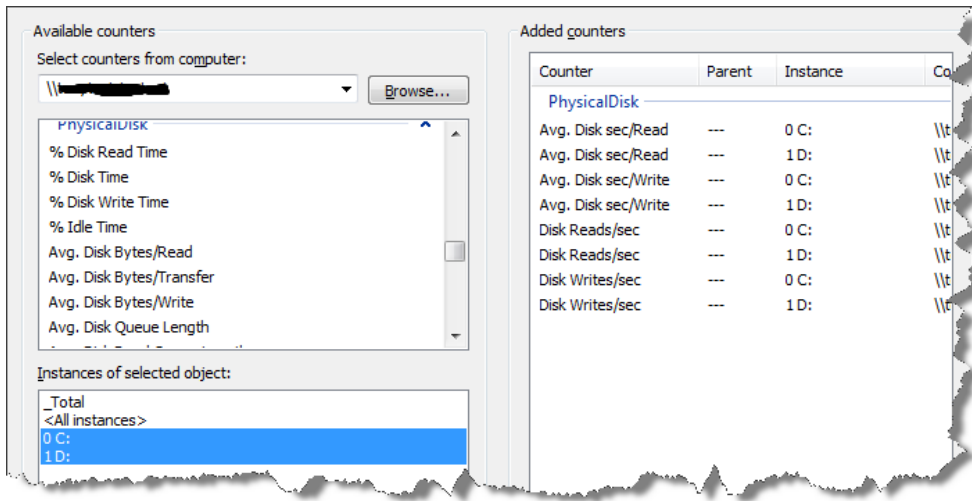 Available counters
Select counters from computer:
\\
Browse...
PhysicalDisk
% Disk Read Time
% Disk Time
% Disk Write Time
% Idle Time
Avg. Disk Bytes/Read
Avg. Disk Bytes/Transfer
Avg. Disk Bytes/Write
Avg. Disk Queue Length
Instances of selected object:
_Total
<All instances>
0 C:
1 D:
Added counters
Counter Parent Instance Co
PhysicalDisk
Avg. Disk sec/Read --- 0 C: \\t
Avg. Disk sec/Read --- 1 D: \\t
Avg. Disk sec/Write --- 0 C: \\t
Avg. Disk sec/Write --- 1 D: \\t
Disk Reads/sec --- 0 C: \\t
Disk Reads/sec --- 1 D: \\t
Disk Writes/sec --- 0 C: \\t
Disk Writes/sec --- 1 D: \\t